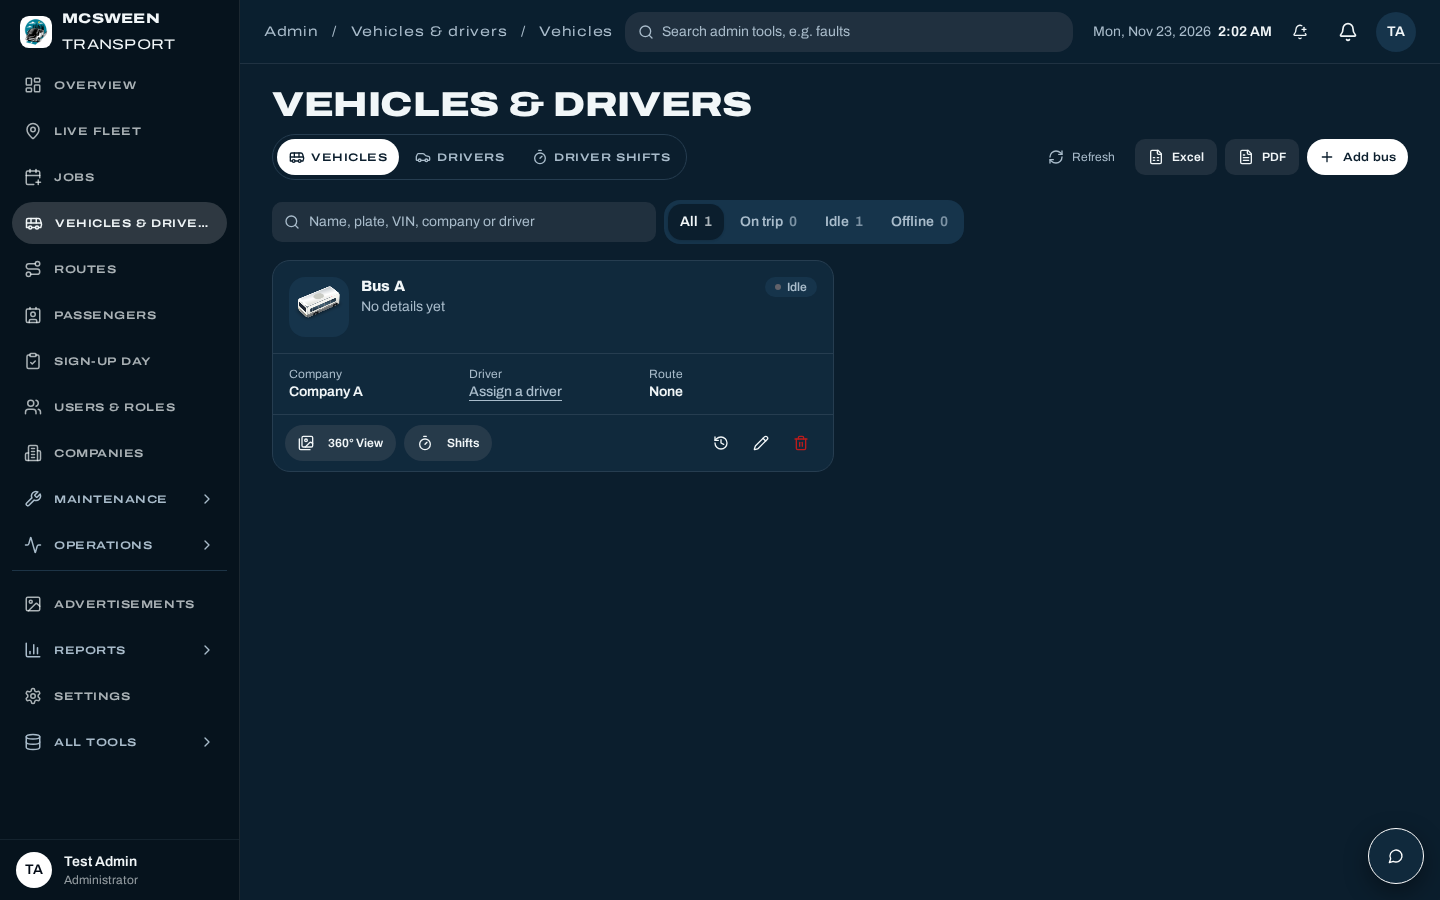 MCSWEEN
TRANSPORT
OVERVIEW
LIVE FLEET
JOBS
VEHICLES & DRIVE...
ROUTES
PASSENGERS
SIGN-UP DAY
USERS & ROLES
COMPANIES
MAINTENANCE
OPERATIONS
ADVERTISEMENTS
REPORTS
SETTINGS
ALL TOOLS
TA Test Admin
Administrator
Admin / Vehicles & drivers / Vehicles Search admin tools, e.g. faults Mon, Nov 23, 2026 2:02 AM TA
VEHICLES & DRIVERS
VEHICLES DRIVERS DRIVER SHIFTS Refresh Excel PDF Add bus
Name, plate, VIN, company or driver All 1 On trip 0 Idle 1 Offline 0
Bus A Idle
No details yet
Company Driver Route
Company A Assign a driver None
360° View Shifts